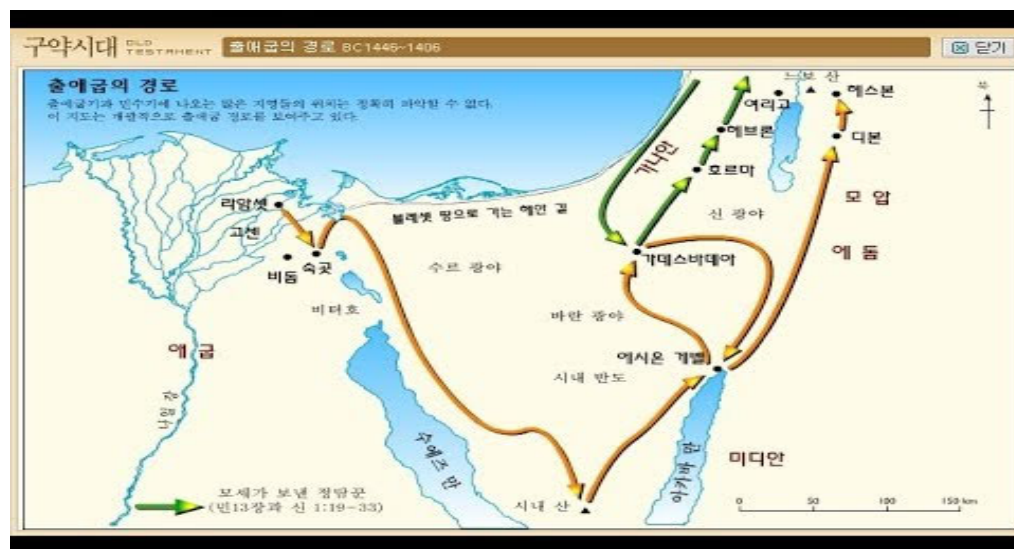 구약시대 OLD TESTAMENT 출애굽의 경로 BC1446~1406 닫기
출애굽의 경로
출애굽기과 민수기에 나오는 많은 지명들의 위치는 정확히 파악할 수 없다.
이 지도는 개괄적으로 출애굽 경로를 보여주고 있다.
느보 산
여리고
헤스본
북
헤브론
디본
가나안
호르마
모압
라암셋
블레셋 땅으로 가는 해안 길
신 광야
고센
에돔
숙곳
비돔
수르 광야
가데스바네아
비터호
바란 광야
애굽
에시온 게벨
시내 반도
나일 강
수에즈 만
아카바 만
미디안
모세가 보낸 정탐꾼
(민13장과 신 1:19-33)
시내 산
0 50 100 150 km